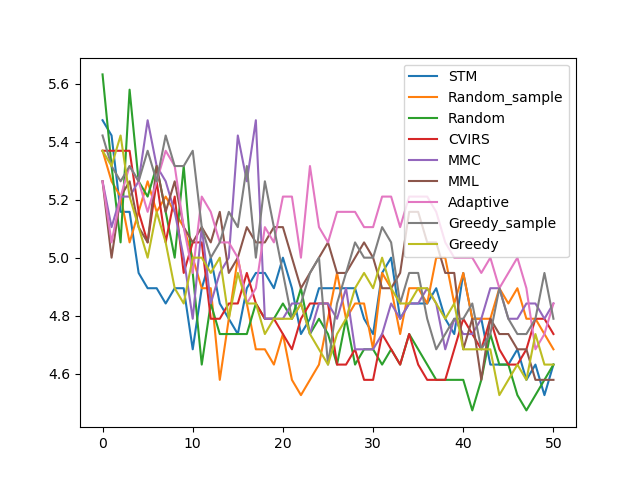 5.6
5.4
5.2
5.0
4.8
4.6
0
10
20
30
40
50
STM
Random_sample
Random
CVIRS
MMC
MML
Adaptive
Greedy_sample
Greedy